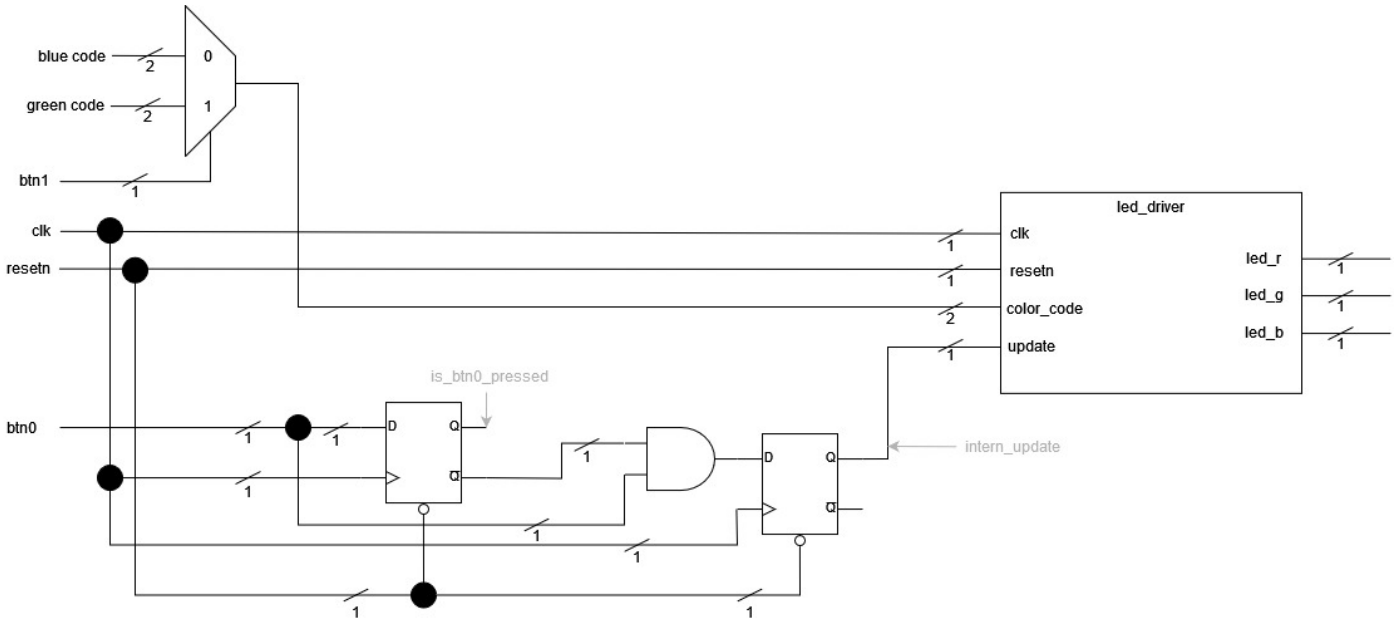 blue code
2
0
green code
2
1
btn1
1
clk
resetn
led_driver
1
clk
led_r
1
1
resetn
led_g
1
2
color_code
led_b
1
1
update
is_btn0_pressed
btn0
1
1
D
Q
1
Q
1
D
Q
intern_update
1
Q
1
1
1
1